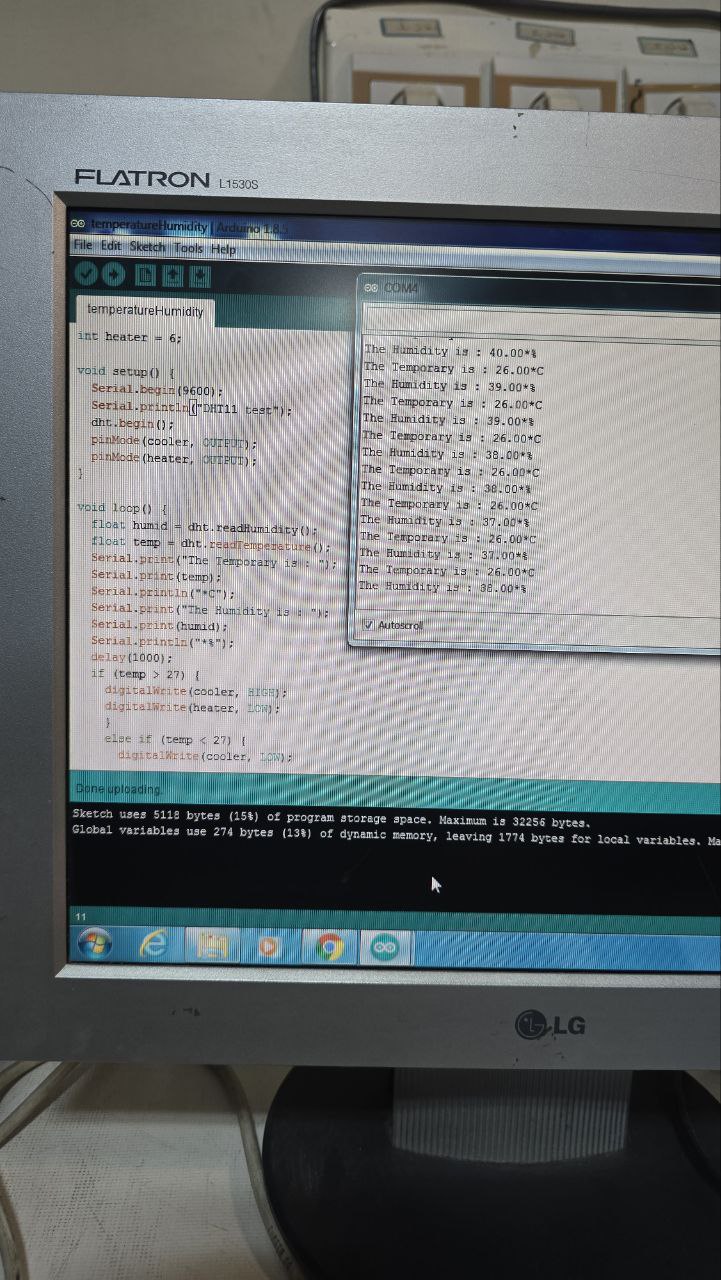 FLATRON L1530S
temperatureHumidity | Arduino 1.8.5
File Edit Sketch Tools Help
temperatureHumidity
int heater = 6;
void setup() {
Serial.begin(9600);
Serial.println("DHT11 test");
dht.begin();
pinMode(cooler, OUTPUT);
pinMode(heater, OUTPUT);
}
void loop() {
float humid = dht.readHumidity();
float temp = dht.readTemperature();
Serial.print("The Temporary is : ");
Serial.print(temp);
Serial.println("*C");
Serial.print("The Humidity is : ");
Serial.print(humid);
Serial.println("*%");
delay(1000);
if (temp > 27) {
digitalWrite(cooler, HIGH);
digitalWrite(heater, LOW);
}
else if (temp < 27) {
digitalWrite(cooler, LOW);
COM4
The Humidity is : 40.00*%
The Temporary is : 26.00*C
The Humidity is : 39.00*%
The Temporary is : 26.00*C
The Humidity is : 39.00*%
The Temporary is : 26.00*C
The Humidity is : 38.00*%
The Temporary is : 26.00*C
The Humidity is : 38.00*%
The Temporary is : 26.00*C
The Humidity is : 37.00*%
The Temporary is : 26.00*C
The Humidity is : 37.00*%
The Temporary is : 26.00*C
The Humidity is : 38.00*%
Autoscroll
Done uploading.
Sketch uses 5118 bytes (15%) of program storage space. Maximum is 32256 bytes.
Global variables use 274 bytes (13%) of dynamic memory, leaving 1774 bytes for local variables. Ma
11
LG